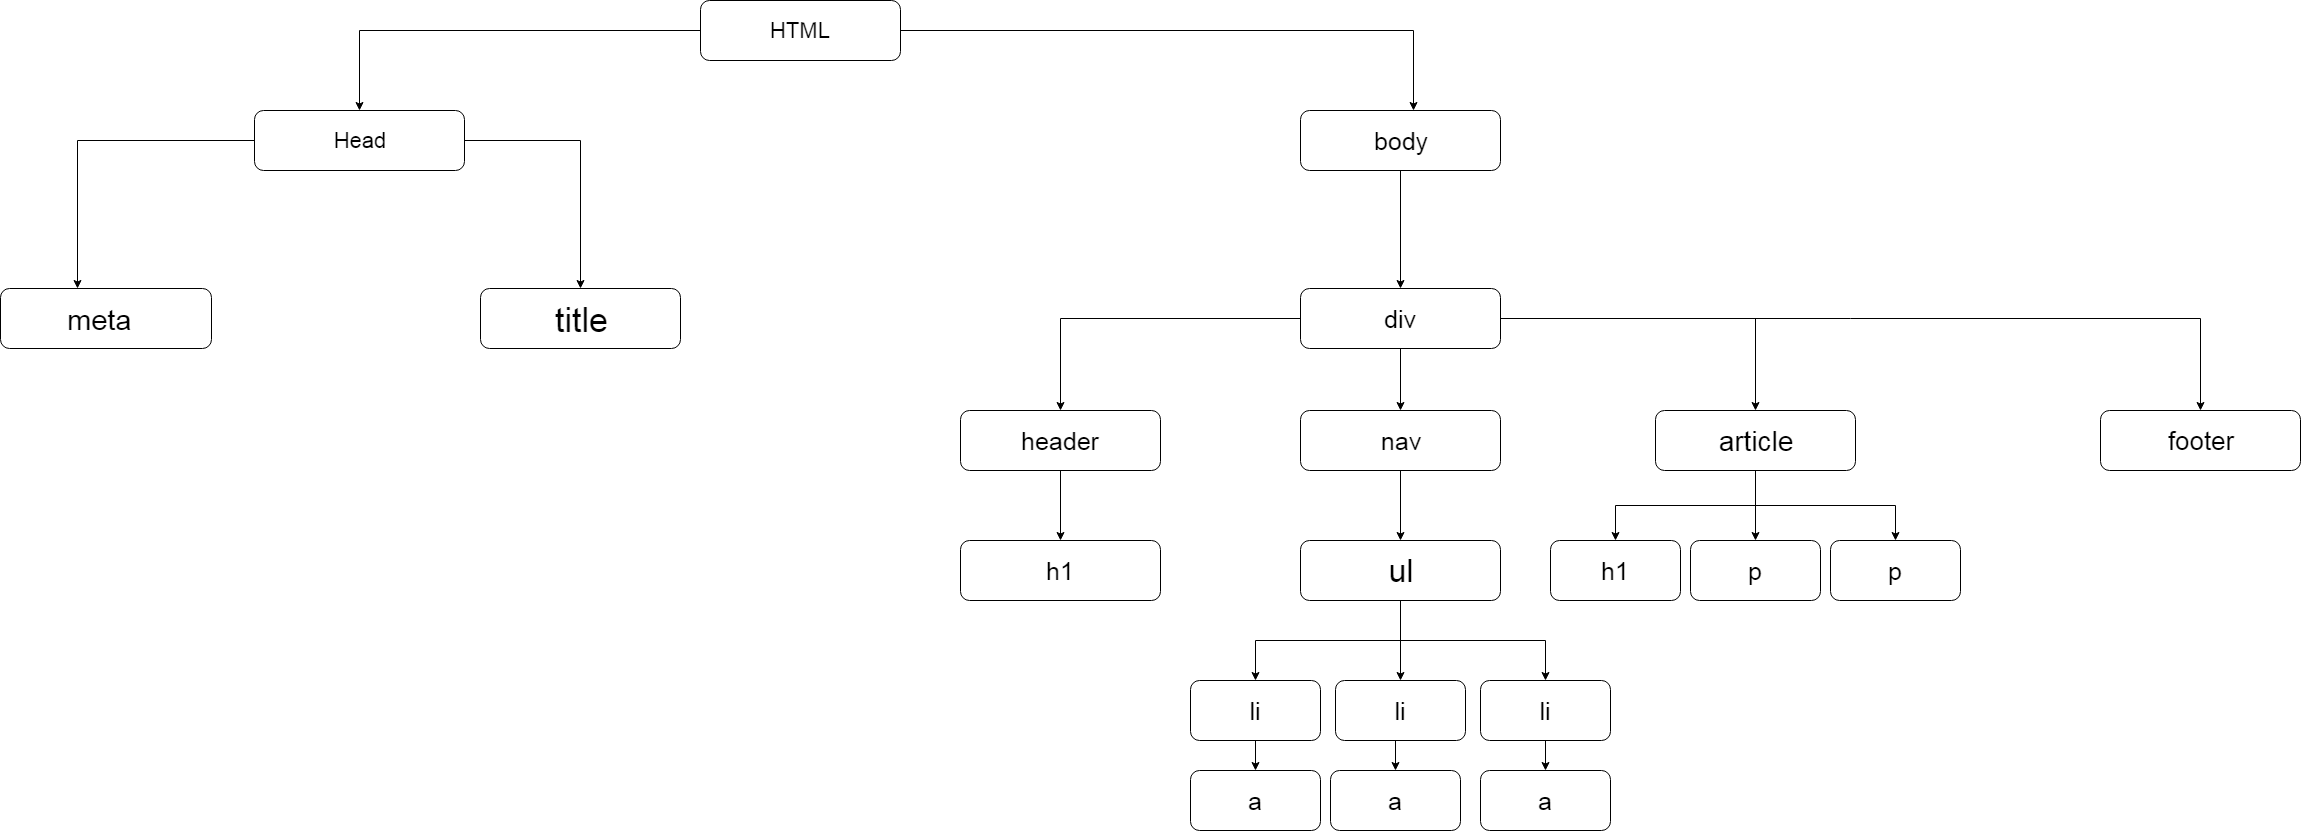 HTML
Head
body
meta
title
div
header
nav
article
footer
h1
ul
h1
p
p
li
li
li
a
a
a